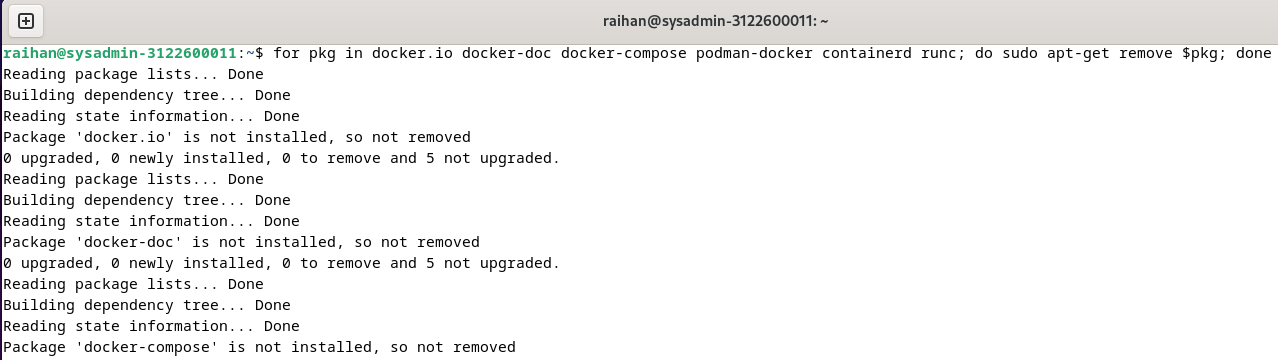 raihan@sysadmin-3122600011: ~
raihan@sysadmin-3122600011:~$ for pkg in docker.io docker-doc docker-compose podman-docker containerd runc; do sudo apt-get remove $pkg; done
Reading package lists... Done
Building dependency tree... Done
Reading state information... Done
Package 'docker.io' is not installed, so not removed
0 upgraded, 0 newly installed, 0 to remove and 5 not upgraded.
Reading package lists... Done
Building dependency tree... Done
Reading state information... Done
Package 'docker-doc' is not installed, so not removed
0 upgraded, 0 newly installed, 0 to remove and 5 not upgraded.
Reading package lists... Done
Building dependency tree... Done
Reading state information... Done
Package 'docker-compose' is not installed, so not removed